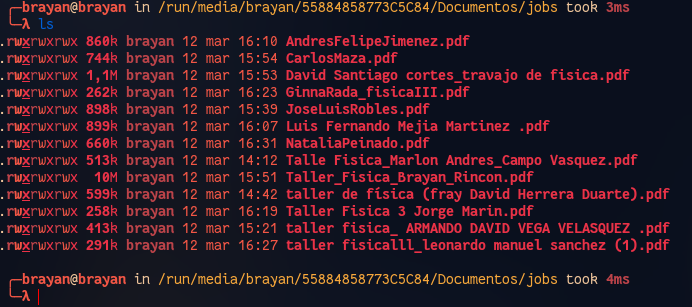 ╭─brayan@brayan in /run/media/brayan/55884858773C5C84/Documentos/jobs took 3ms
╰─λ ls
.rwxrwxrwx 860k brayan 12 mar 16:10 AndresFelipeJimenez.pdf
.rwxrwxrwx 744k brayan 12 mar 15:54 CarlosMaza.pdf
.rwxrwxrwx 1,1M brayan 12 mar 15:53 David Santiago cortes_travajo de fisica.pdf
.rwxrwxrwx 262k brayan 12 mar 16:23 GinnaRada_fisicaIII.pdf
.rwxrwxrwx 898k brayan 12 mar 15:39 JoseLuisRobles.pdf
.rwxrwxrwx 899k brayan 12 mar 16:07 Luis Fernando Mejia Martinez .pdf
.rwxrwxrwx 660k brayan 12 mar 16:31 NataliaPeinado.pdf
.rwxrwxrwx 513k brayan 12 mar 14:12 Talle Fisica_Marlon Andres_Campo Vasquez.pdf
.rwxrwxrwx 10M brayan 12 mar 15:51 Taller_Fisica_Brayan_Rincon.pdf
.rwxrwxrwx 599k brayan 12 mar 14:42 taller de física (fray David Herrera Duarte).pdf
.rwxrwxrwx 258k brayan 12 mar 16:19 Taller Fisica 3 Jorge Marin.pdf
.rwxrwxrwx 413k brayan 12 mar 15:21 taller fisica_ ARMANDO DAVID VEGA VELASQUEZ .pdf
.rwxrwxrwx 291k brayan 12 mar 16:27 taller fisicalll_leonardo manuel sanchez (1).pdf
╭─brayan@brayan in /run/media/brayan/55884858773C5C84/Documentos/jobs took 4ms
╰─λ